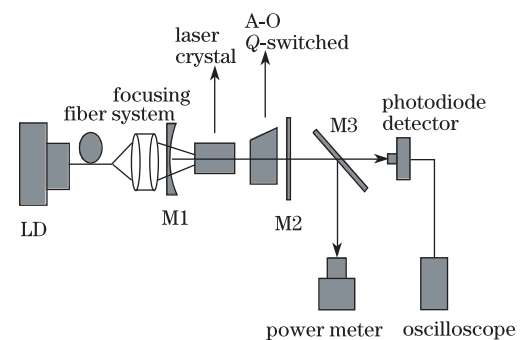 A-O
Q-switched
laser
crystal
focusing
fiber system
photodiode
detector
M3
M1
M2
LD
power meter
oscilloscope